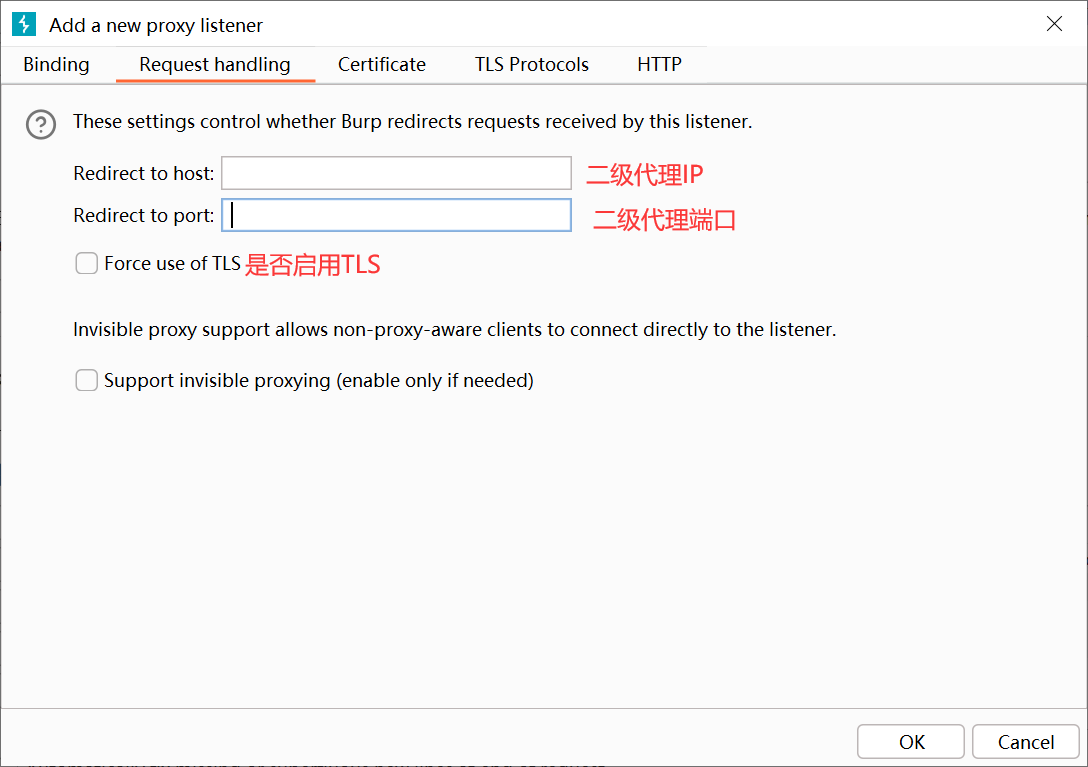 Add a new proxy listener
Binding Request handling Certificate TLS Protocols HTTP
These settings control whether Burp redirects requests received by this listener.
Redirect to host: 二级代理IP
Redirect to port: 二级代理端口
Force use of TLS 是否启用TLS
Invisible proxy support allows non-proxy-aware clients to connect directly to the listener.
Support invisible proxying (enable only if needed)
OK Cancel